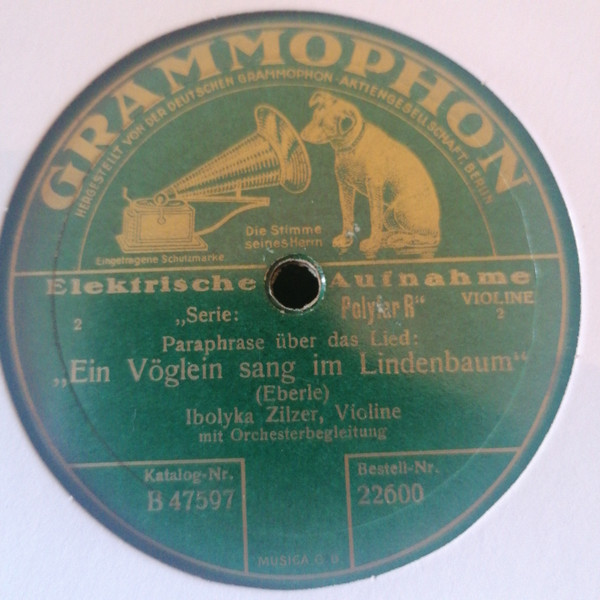 GRAMMOPHON
HERGESTELLT VON DER DEUTSCHEN GRAMMOPHON-AKTIENGESELLSCHAFT, BERLIN
Die Stimme
seines Herrn
Eingetragene Schutzmarke
Elektrische Aufnahme
2 „Serie: Polyfar R“ VIOLINE 2
Paraphrase über das Lied:
„Ein Vöglein sang im Lindenbaum“
(Eberle)
Ibolyka Zilzer, Violine
mit Orchesterbegleitung
Katalog-Nr. Bestell-Nr.
B 47597 22600
MUSICA